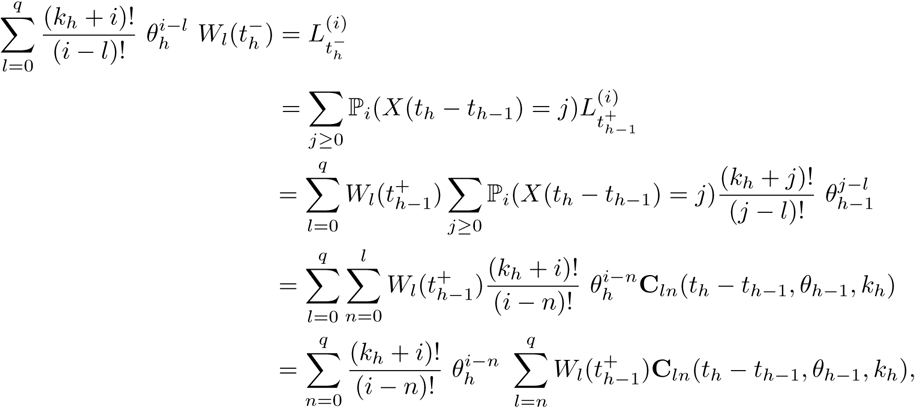 \sum_{l=0}^{q} \frac{(k_h + i)!}{(i - l)!} \theta_h^{i-l} W_l(t_h^-) = L_{t_h^-}^{(i)}
= \sum_{j \geq 0} \mathbb{P}_i(X(t_h - t_{h-1}) = j) L_{t_{h-1}^+}^{(i)}
= \sum_{l=0}^{q} W_l(t_{h-1}^+) \sum_{j \geq 0} \mathbb{P}_i(X(t_h - t_{h-1}) = j) \frac{(k_h + j)!}{(j - l)!} \theta_{h-1}^{j-l}
= \sum_{l=0}^{q} \sum_{n=0}^{l} W_l(t_{h-1}^+) \frac{(k_h + i)!}{(i - n)!} \theta_h^{i-n} \mathbf{C}_{ln}(t_h - t_{h-1}, \theta_{h-1}, k_h)
= \sum_{n=0}^{q} \frac{(k_h + i)!}{(i - n)!} \theta_h^{i-n} \sum_{l=n}^{q} W_l(t_{h-1}^+) \mathbf{C}_{ln}(t_h - t_{h-1}, \theta_{h-1}, k_h),